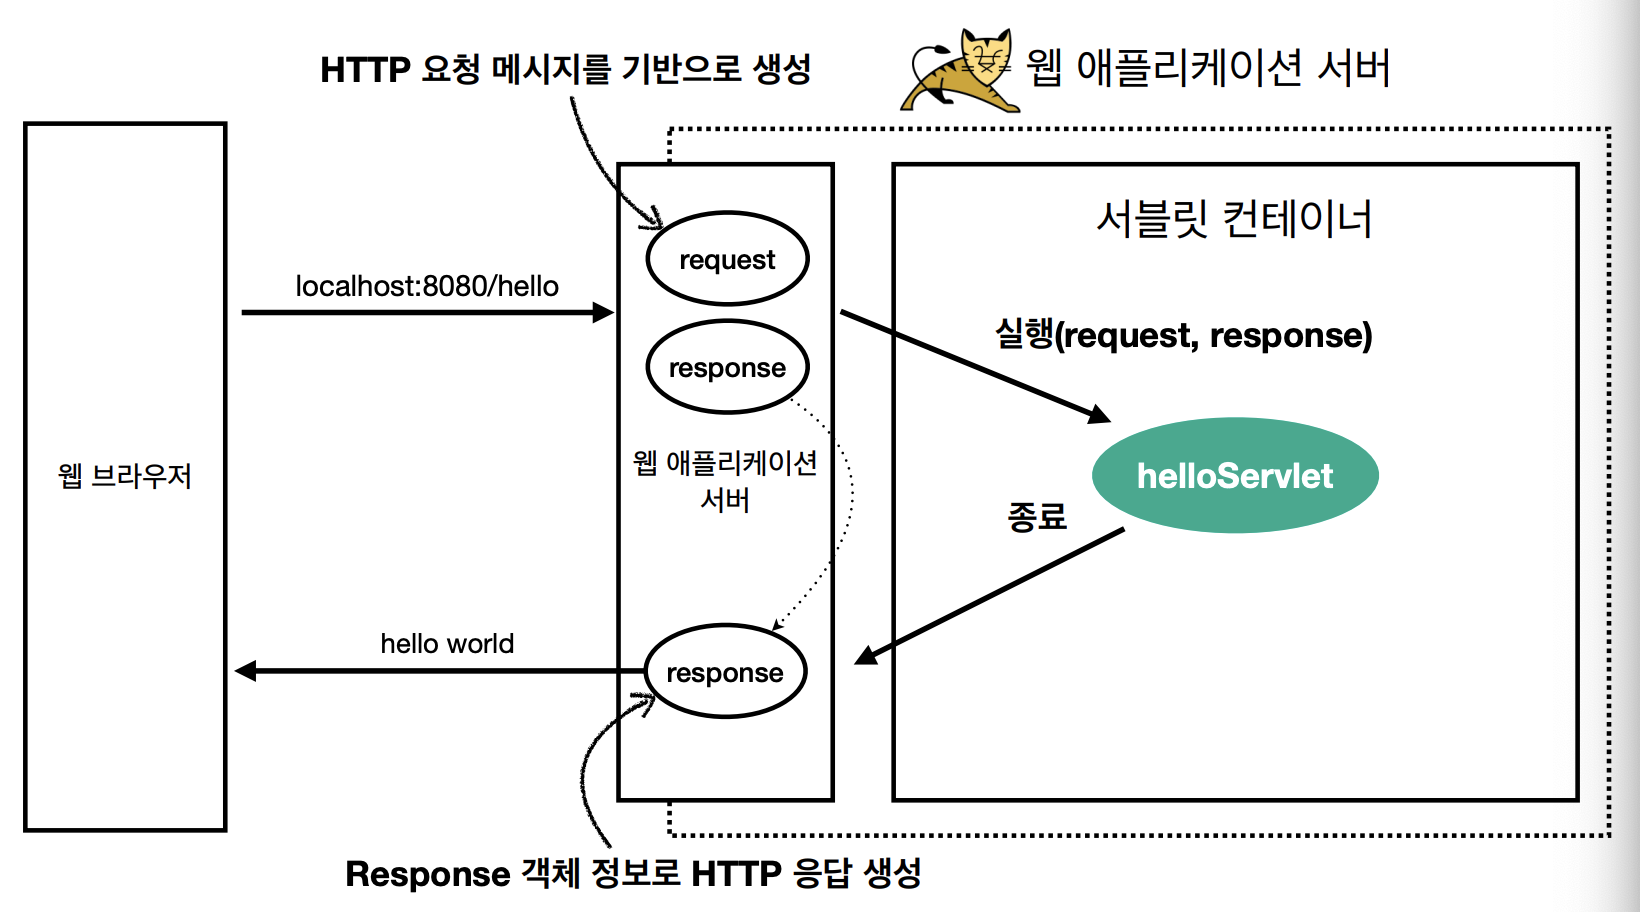 HTTP 요청 메시지를 기반으로 생성
웹 애플리케이션 서버
서블릿 컨테이너
request
localhost:8080/hello
실행(request, response)
response
웹 브라우저
웹 애플리케이션
서버
helloServlet
종료
hello world
response
Response 객체 정보로 HTTP 응답 생성